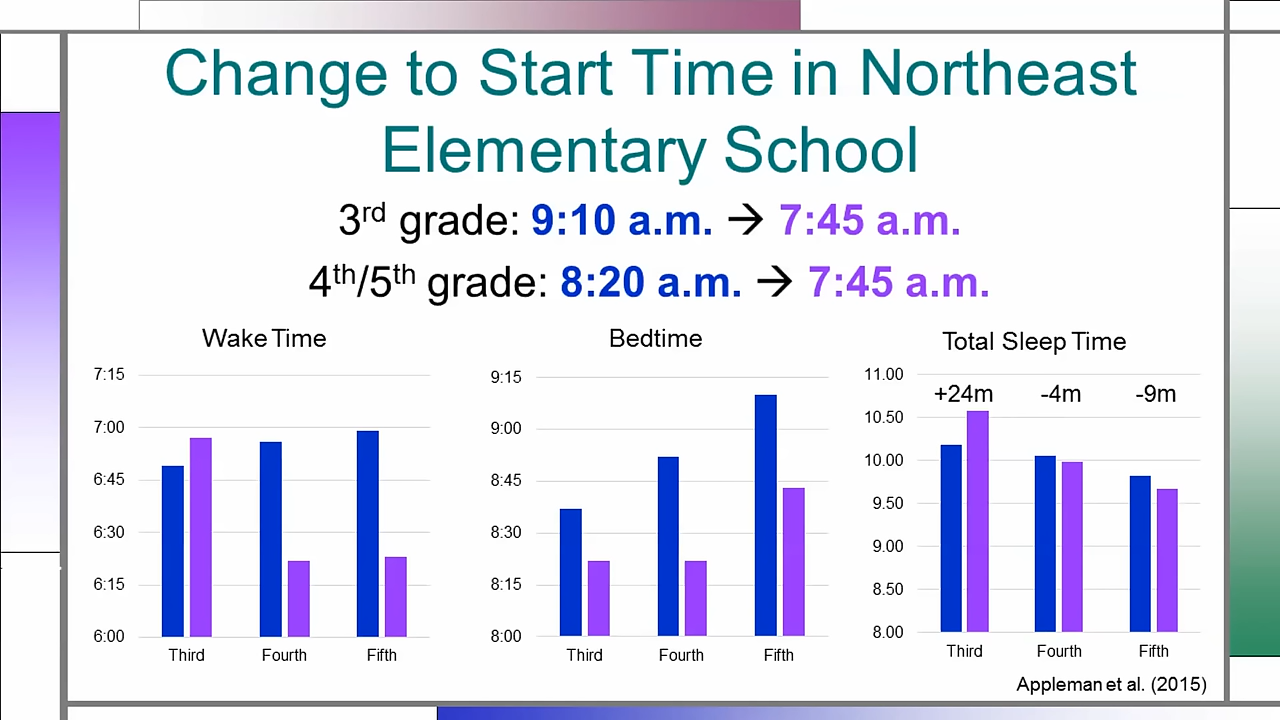 Change to Start Time in Northeast
Elementary School
3rd grade: 9:10 a.m. → 7:45 a.m.
4th/5th grade: 8:20 a.m. → 7:45 a.m.
Wake Time
7:15
7:00
6:45
6:30
6:15
6:00
Third Fourth Fifth
Bedtime
9:15
9:00
8:45
8:30
8:15
8:00
Third Fourth Fifth
Total Sleep Time
11.00
+24m -4m -9m
10.50
10.00
9.50
9.00
8.50
8.00
Third Fourth Fifth
Appleman et al. (2015)